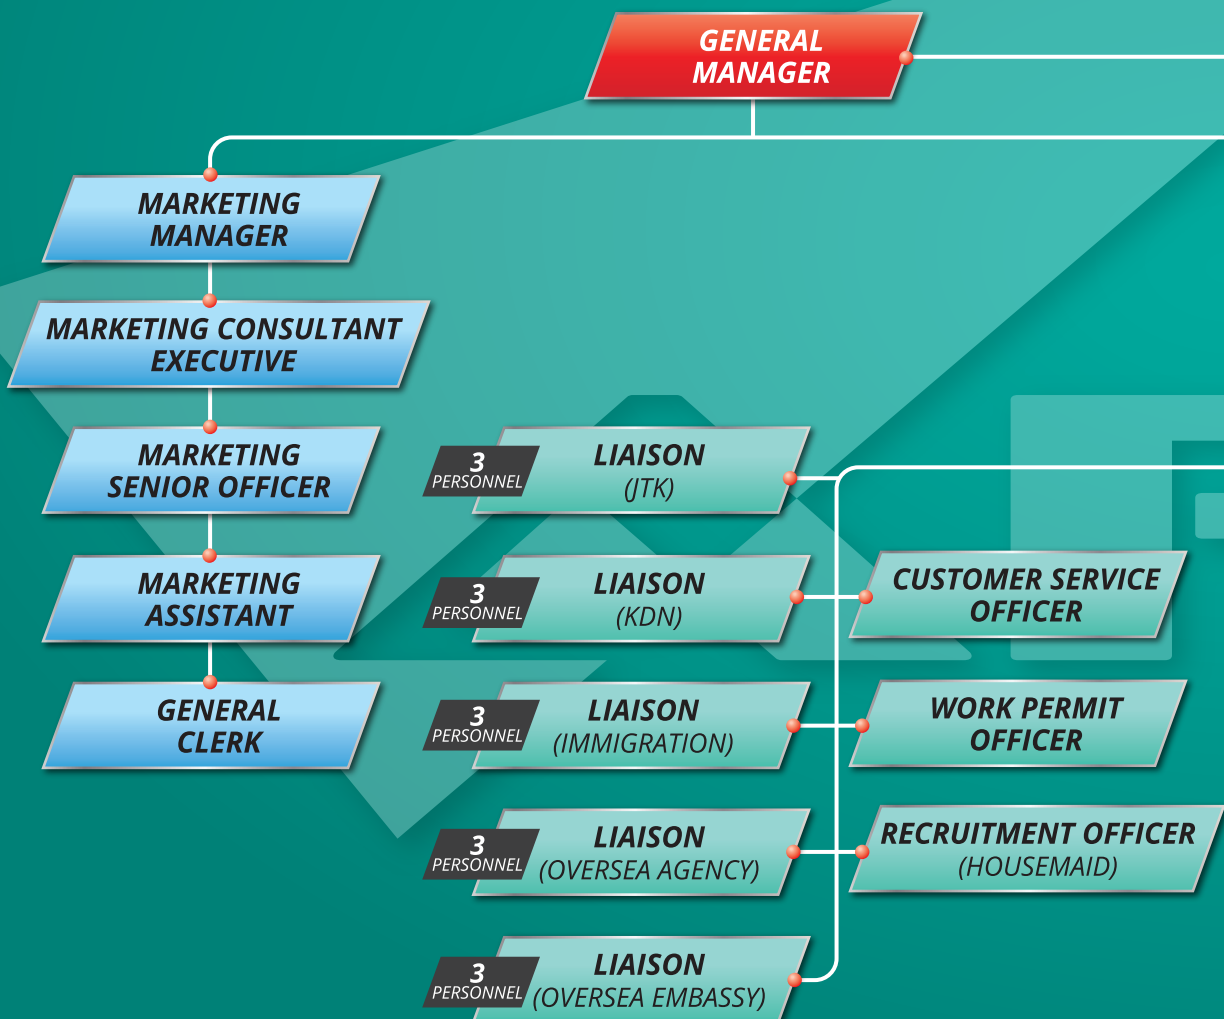 GENERAL
MANAGER
MARKETING
MANAGER
MARKETING CONSULTANT
EXECUTIVE
MARKETING
SENIOR OFFICER
MARKETING
ASSISTANT
GENERAL
CLERK
3
PERSONNEL
LIAISON
(JTK)
3
PERSONNEL
LIAISON
(KDN)
3
PERSONNEL
LIAISON
(IMMIGRATION)
3
PERSONNEL
LIAISON
(OVERSEA AGENCY)
3
PERSONNEL
LIAISON
(OVERSEA EMBASSY)
CUSTOMER SERVICE
OFFICER
WORK PERMIT
OFFICER
RECRUITMENT OFFICER
(HOUSEMAID)